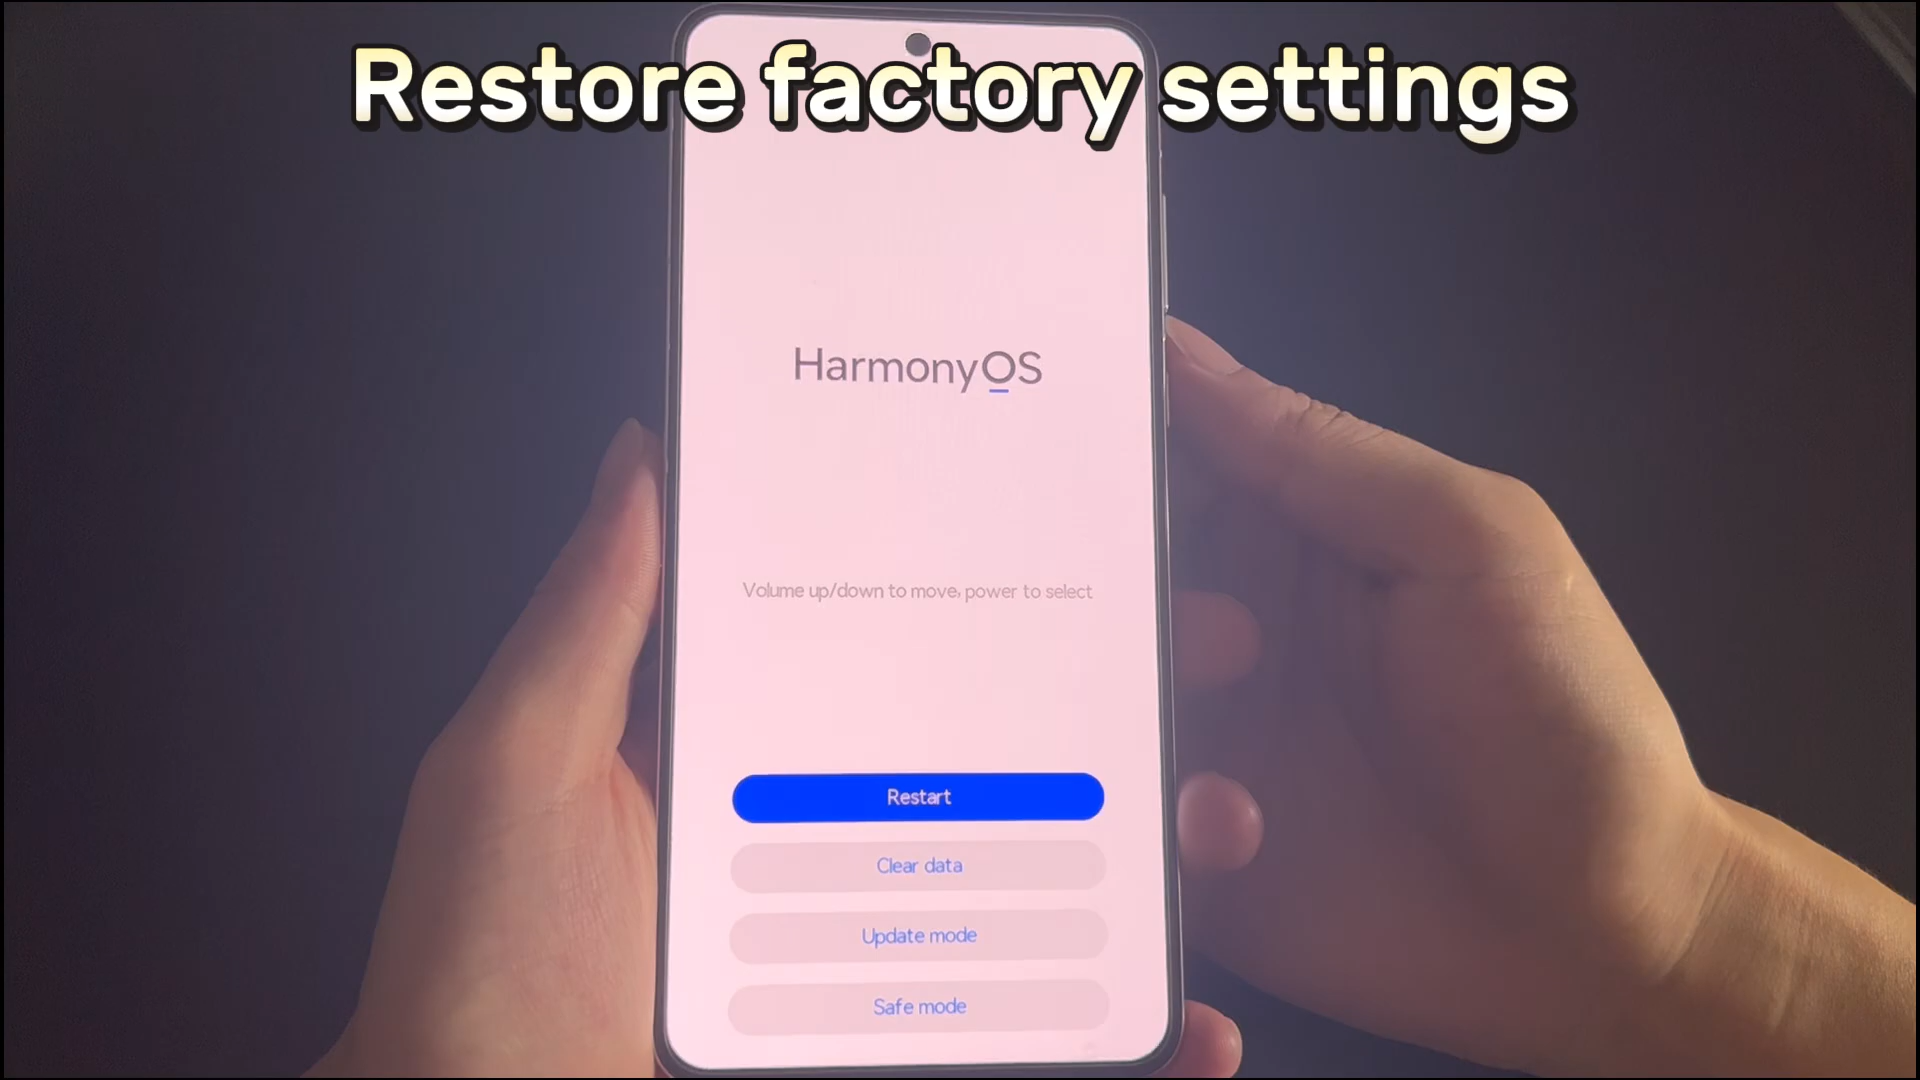 Restore factory settings
HarmonyOS
Volume up/down to move, power to select
Restart
Clear data
Update mode
Safe mode